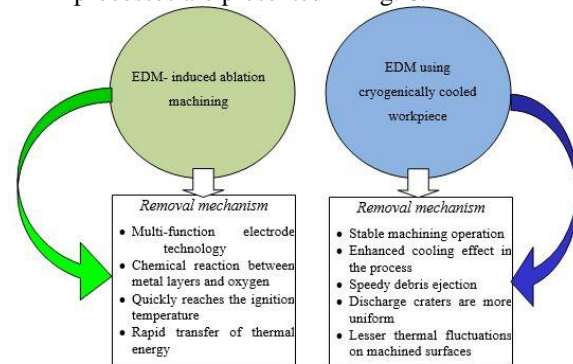 EDM- induced ablation
machining
Removal mechanism
• Multi-function electrode
technology
• Chemical reaction between
metal layers and oxygen
• Quickly reaches the ignition
temperature
• Rapid transfer of thermal
energy
EDM using
cryogenically cooled
workpiece
Removal mechanism
• Stable machining operation
• Enhanced cooling effect in
the process
• Speedy debris ejection
• Discharge craters are more
uniform
• Lesser thermal fluctuations
on machined surfaces